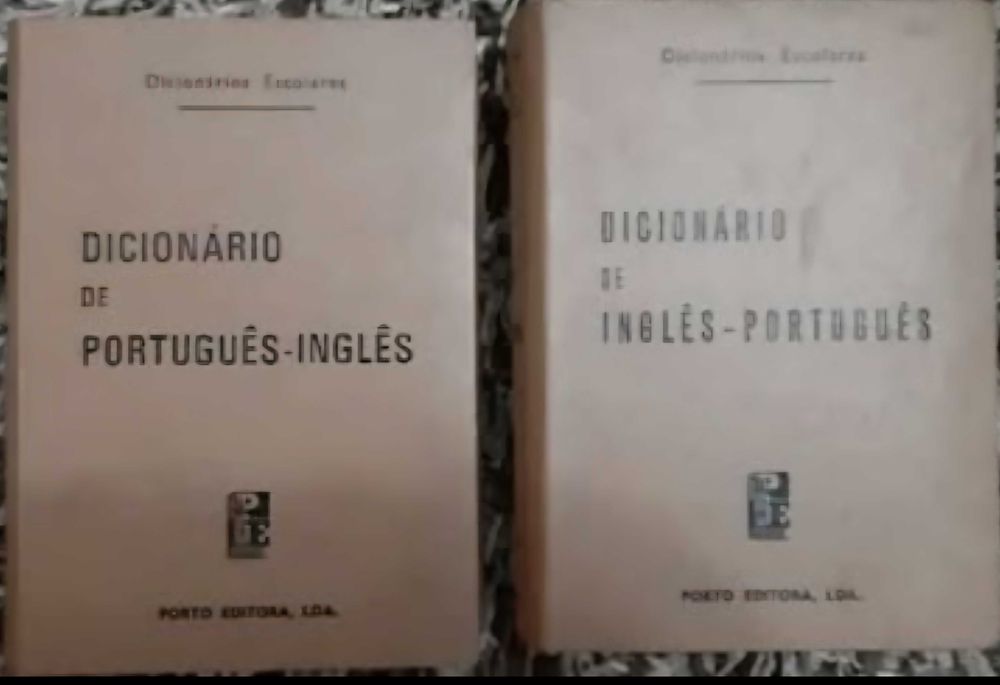 Dicionários Escolares
DICIONÁRIO
DE
PORTUGUÊS-INGLÊS
P
E
PORTO EDITORA, LDA.
Dicionários Escolares
DICIONÁRIO
DE
INGLÊS-PORTUGUÊS
P
E
PORTO EDITORA, LDA.